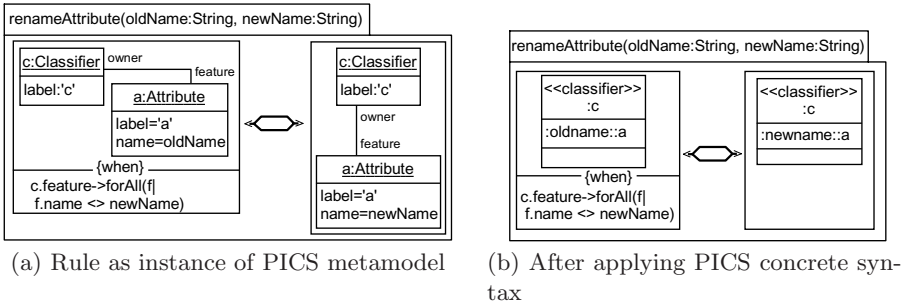 renameAttribute(oldName:String, newName:String)
c:Classifier
owner
label:'c'
feature
a:Attribute
label='a'
name=oldName
{when}
c.feature->forAll(f|
f.name <> newName)
c:Classifier
label:'c'
owner
feature
a:Attribute
label='a'
name=newName
(a) Rule as instance of PICS metamodel
renameAttribute(oldName:String, newName:String)
<<classifier>>
:c
:oldname::a
{when}
c.feature->forAll(f|
f.name <> newName)
<<classifier>>
:c
:newname::a
(b) After applying PICS concrete syn-
tax